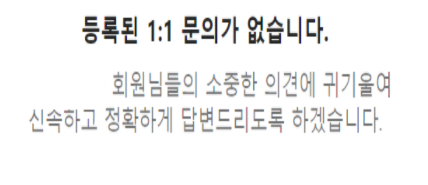 등록된 1:1 문의가 없습니다.
회원님들의 소중한 의견에 귀기울여
신속하고 정확하게 답변드리도록 하겠습니다.